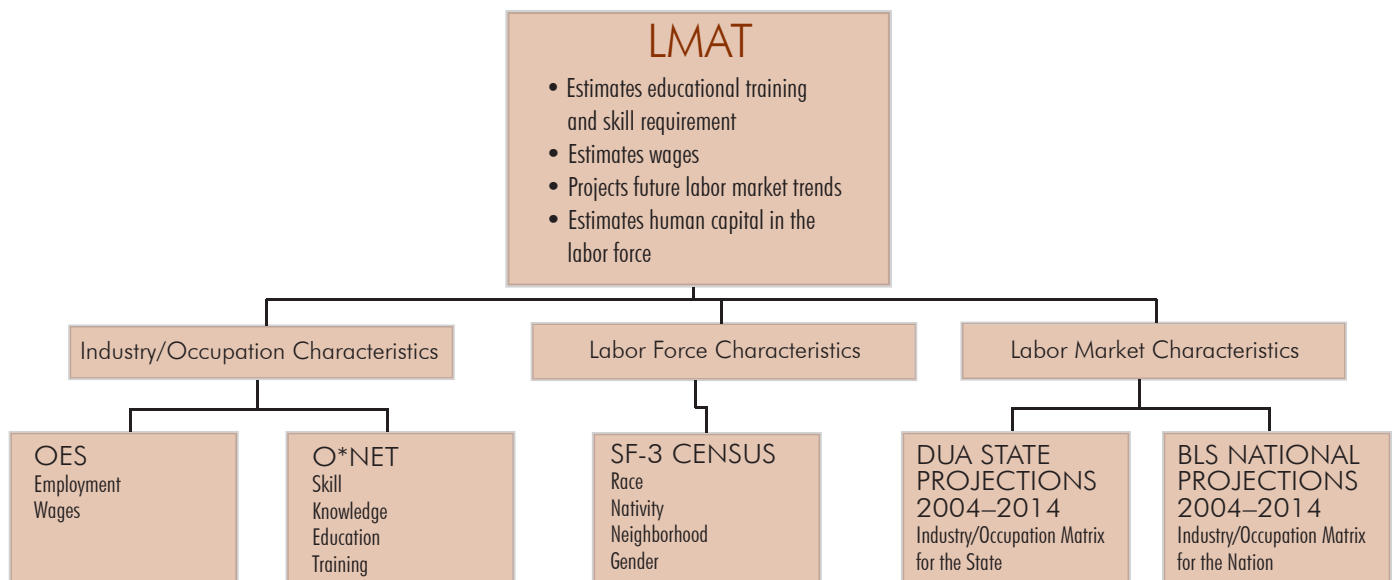 LMAT
• Estimates educational training
and skill requirement
• Estimates wages
• Projects future labor market trends
• Estimates human capital in the
labor force
Industry/Occupation Characteristics
Labor Force Characteristics
Labor Market Characteristics
OES
Employment
Wages
O*NET
Skill
Knowledge
Education
Training
SF-3 CENSUS
Race
Nativity
Neighborhood
Gender
DUA STATE
PROJECTIONS
2004–2014
Industry/Occupation Matrix
for the State
BLS NATIONAL
PROJECTIONS
2004–2014
Industry/Occupation Matrix
for the Nation